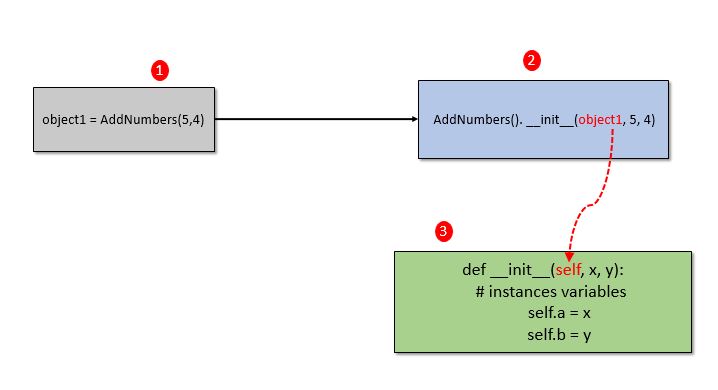 1
2
object1 = AddNumbers(5,4)
AddNumbers(). __init__(object1, 5, 4)
3
def __init__(self, x, y):
# instances variables
self.a = x
self.b = y